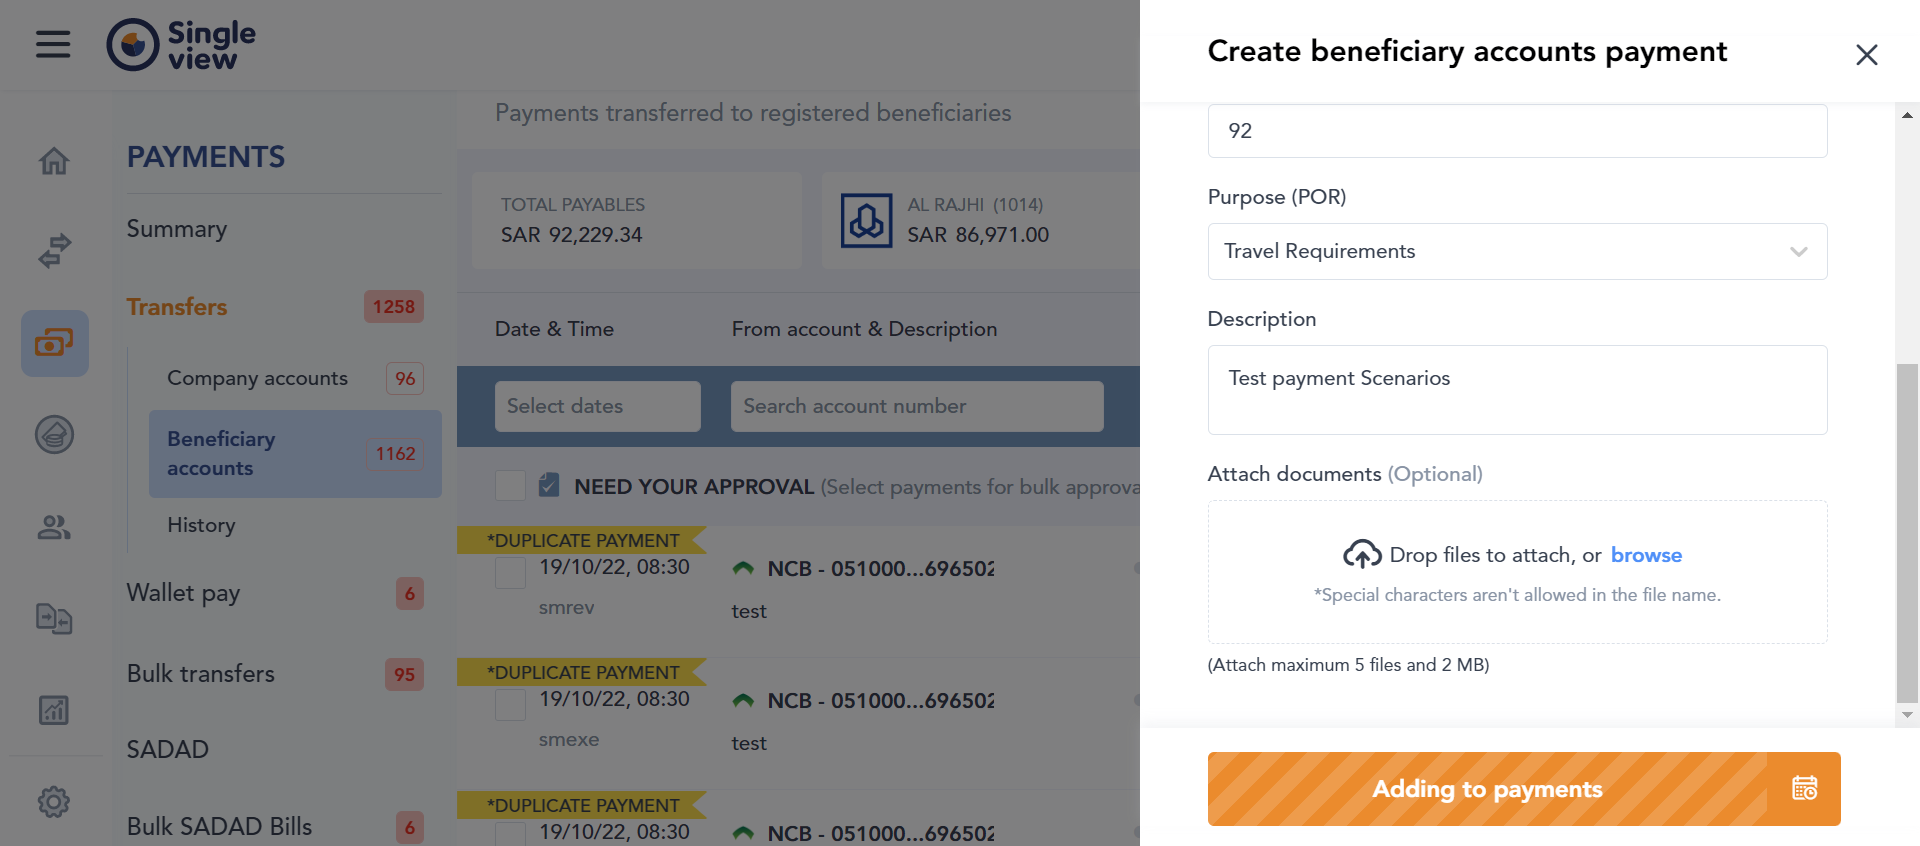 Single
view
PAYMENTS
Summary
Transfers 1258
Company accounts 96
Beneficiary
accounts 1162
History
Wallet pay 6
Bulk transfers 95
SADAD
Bulk SADAD Bills 6
Payments transferred to registered beneficiaries
TOTAL PAYABLES
SAR 92,229.34
AL RAJHI (1014)
SAR 86,971.00
Date & Time From account & Description
Select dates Search account number
NEED YOUR APPROVAL (Select payments for bulk approva
*DUPLICATE PAYMENT
19/10/22, 08:30 NCB - 051000...696502
smrev test
*DUPLICATE PAYMENT
19/10/22, 08:30 NCB - 051000...696502
smexe test
*DUPLICATE PAYMENT
19/10/22, 08:30 NCB - 051000...696502
Create beneficiary accounts payment
92
Purpose (POR)
Travel Requirements
Description
Test payment Scenarios
Attach documents (Optional)
Drop files to attach, or browse
*Special characters aren't allowed in the file name.
(Attach maximum 5 files and 2 MB)
Adding to payments